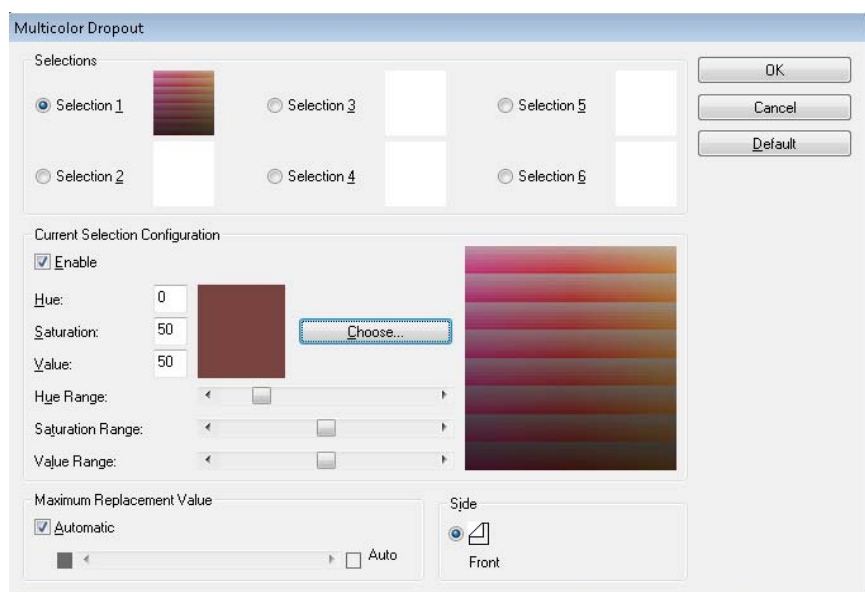 Multicolor Dropout
Selections
Selection 1
Selection 3
Selection 5
Selection 2
Selection 4
Selection 6
OK
Cancel
Default
Current Selection Configuration
Enable
Hue: 0
Saturation: 50
Value: 50
Choose...
Hue Range:
Saturation Range:
Value Range:
Maximum Replacement Value
Automatic
Auto
Side
Front